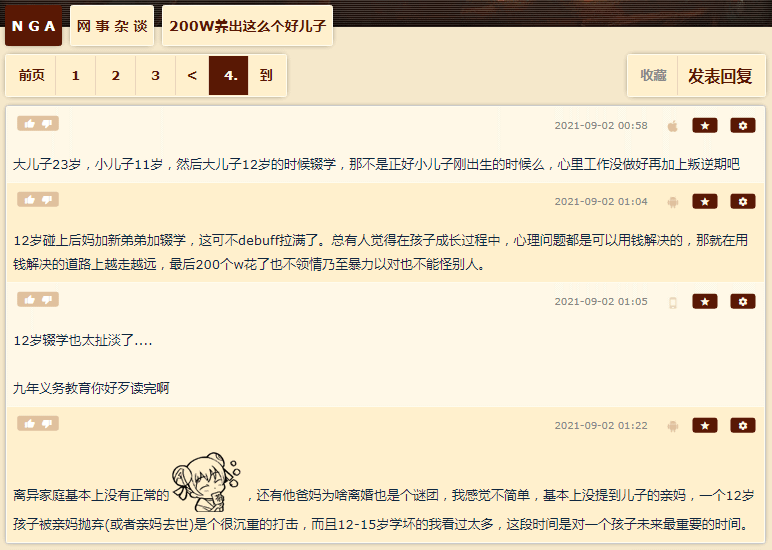 NGA 网事杂谈 200W养出这么个好儿子
前页 1 2 3 < 4. 到 收藏 发表回复
2021-09-02 00:58
大儿子23岁，小儿子11岁，然后大儿子12岁的时候辍学，那不是正好小儿子刚出生的时候么，心里工作没做好再加上叛逆期吧
2021-09-02 01:04
12岁碰上后妈加新弟弟加辍学，这可不debuff拉满了。总有人觉得在孩子成长过程中，心理问题都是可以用钱解决的，那就在用
钱解决的道路上越走越远，最后200个w花了也不领情乃至暴力以对也不能怪别人。
2021-09-02 01:05
12岁辍学也太扯淡了....
九年义务教育你好歹读完啊
2021-09-02 01:22
离异家庭基本上没有正常的，还有他爸妈为啥离婚也是个谜团，我感觉不简单，基本上没提到儿子的亲妈，一个12岁
孩子被亲妈抛弃(或者亲妈去世)是个很沉重的打击，而且12-15岁学坏的我看过太多，这段时间是对一个孩子未来最重要的时间。